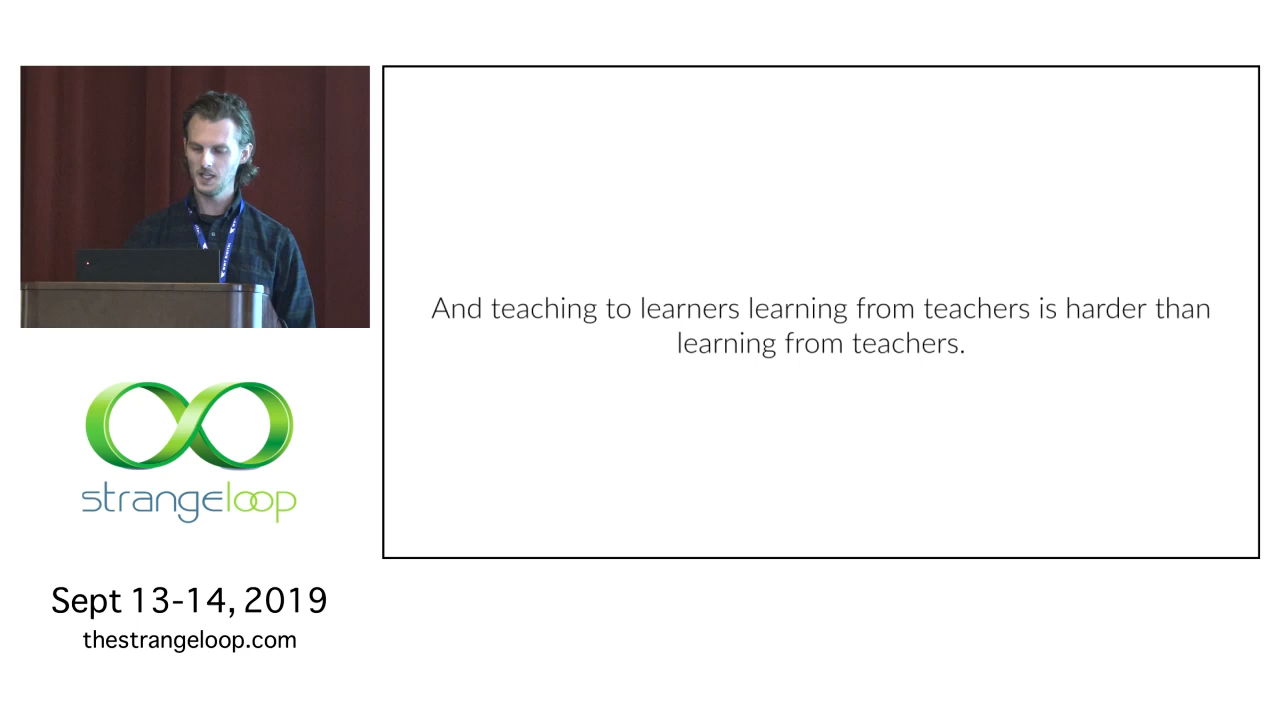 And teaching to learners learning from teachers is harder than
learning from teachers.
strangeloop
Sept 13-14, 2019
thestrangeloop.com